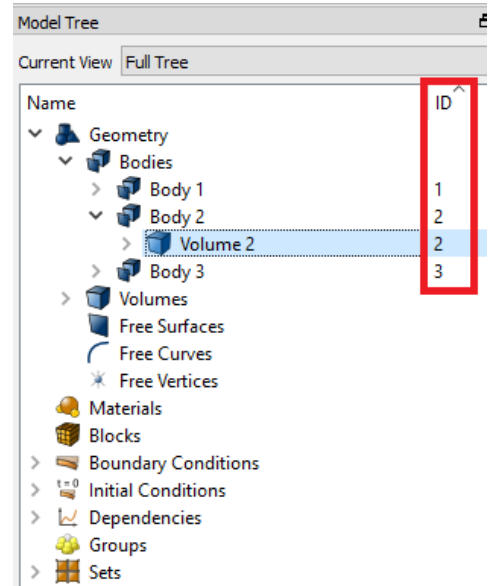 Model Tree
Current View Full Tree
Name ID
Geometry
Bodies
Body 1 1
Body 2 2
Volume 2 2
Body 3 3
Volumes
Free Surfaces
Free Curves
Free Vertices
Materials
Blocks
Boundary Conditions
t=0 Initial Conditions
Dependencies
Groups
Sets